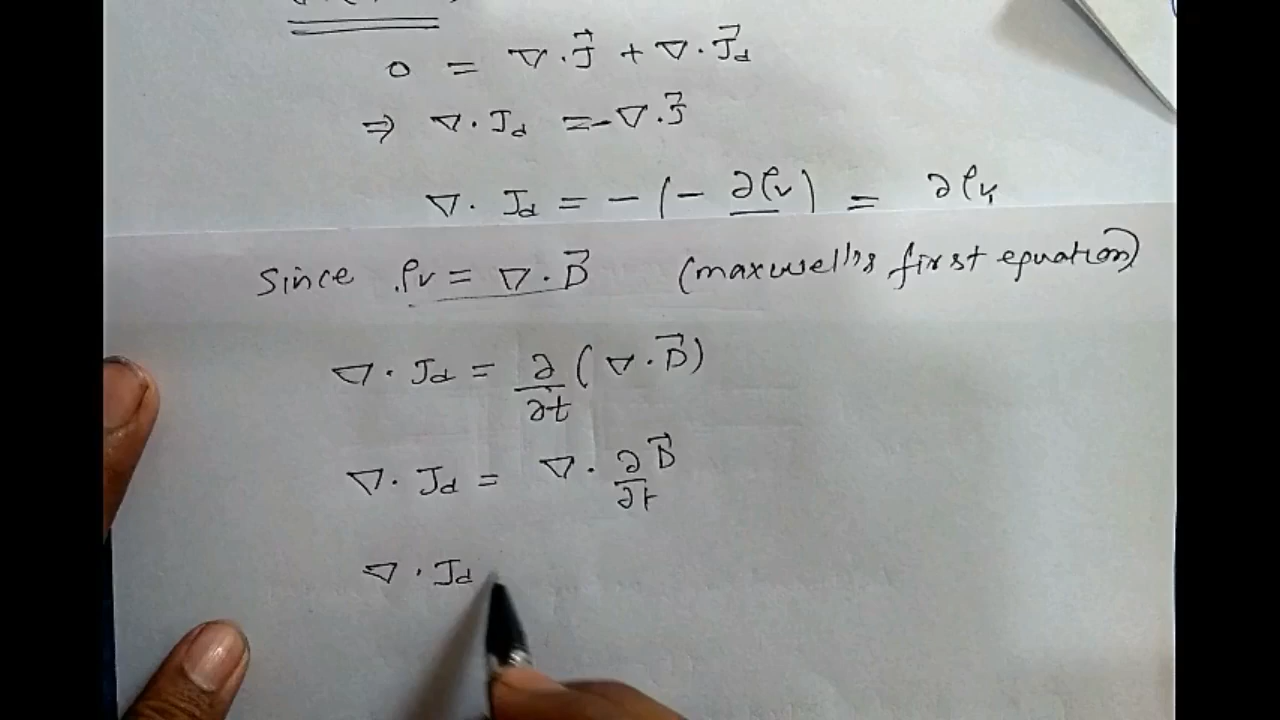 0 = ∇.J⃗ + ∇.J⃗d
⇒ ∇.Jd = -∇.J⃗
∇. Jd = -(-∂ρv) = ∂ρv
Since ρv = ∇.D⃗ (maxwell's first equation)
∇. Jd = ∂/∂t (∇.D⃗)
∇. Jd = ∇. ∂D⃗/∂t
∇. Jd